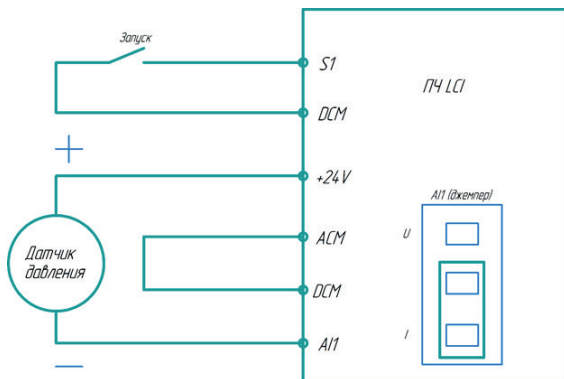 Запуск
S1
ПЧ LCI
DCM
+
+24V
AI1 (джемпер)
U
ACM
Датчик
давления
DCM
I
AI1
—